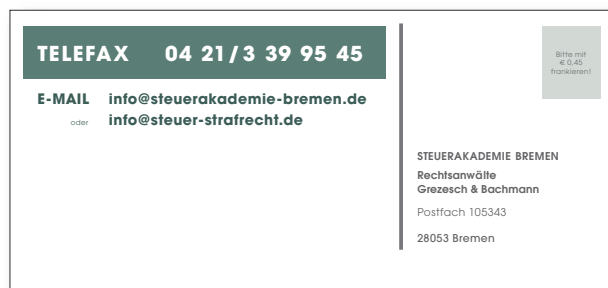 TELEFAX 04 21/3 39 95 45
E-MAIL info@steuerakademie-bremen.de
oder info@steuer-strafrecht.de
Bitte mit
€ 0,45
frankieren!
STEUERAKADEMIE BREMEN
Rechtsanwälte
Grezesch & Bachmann
Postfach 105343
28053 Bremen